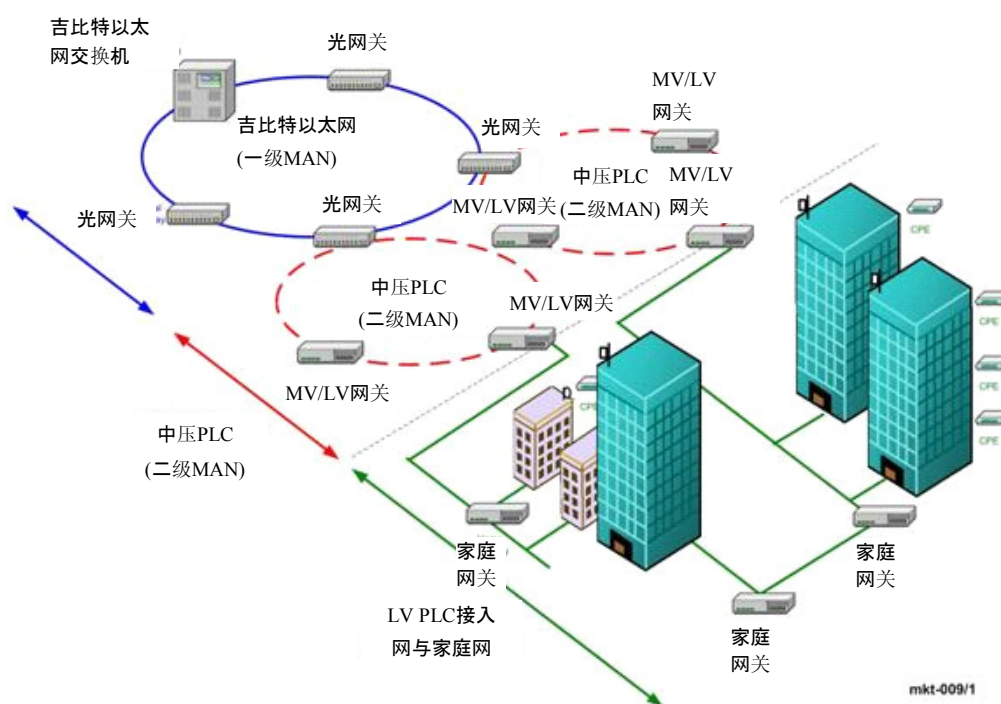 吉比特以太
网交换机
光网关
MV/LV
网关
吉比特以太网
(一级MAN)
光网关
中压PLC
(二级MAN)
MV/LV
网关
光网关
光网关
MV/LV网关
CPE
中压PLC
(二级MAN)
MV/LV网关
CPE
MV/LV网关
CPE
CPE
中压PLC
(二级MAN)
CPE
家庭
网关
家庭
网关
LV PLC接入
网与家庭网
家庭
网关
mkt-009/1